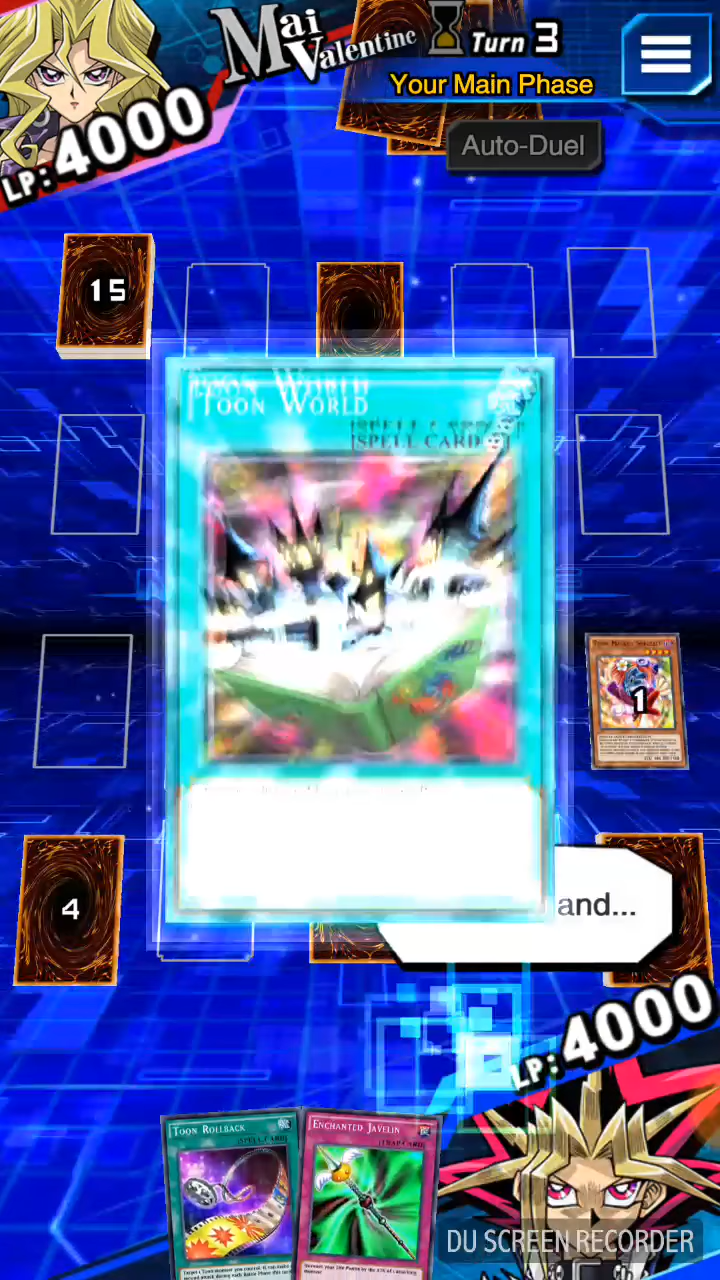 Mai
Valentine
Turn 3
Your Main Phase
LP: 4000
Auto-Duel
15
TOON WORLD
[SPELL CARD
1
4
and...
LP: 4000
TOON ROLLBACK
[SPELL CARD]
ENCHANTED JAVELIN
[TRAP CARD]
DU SCREEN RECORDER